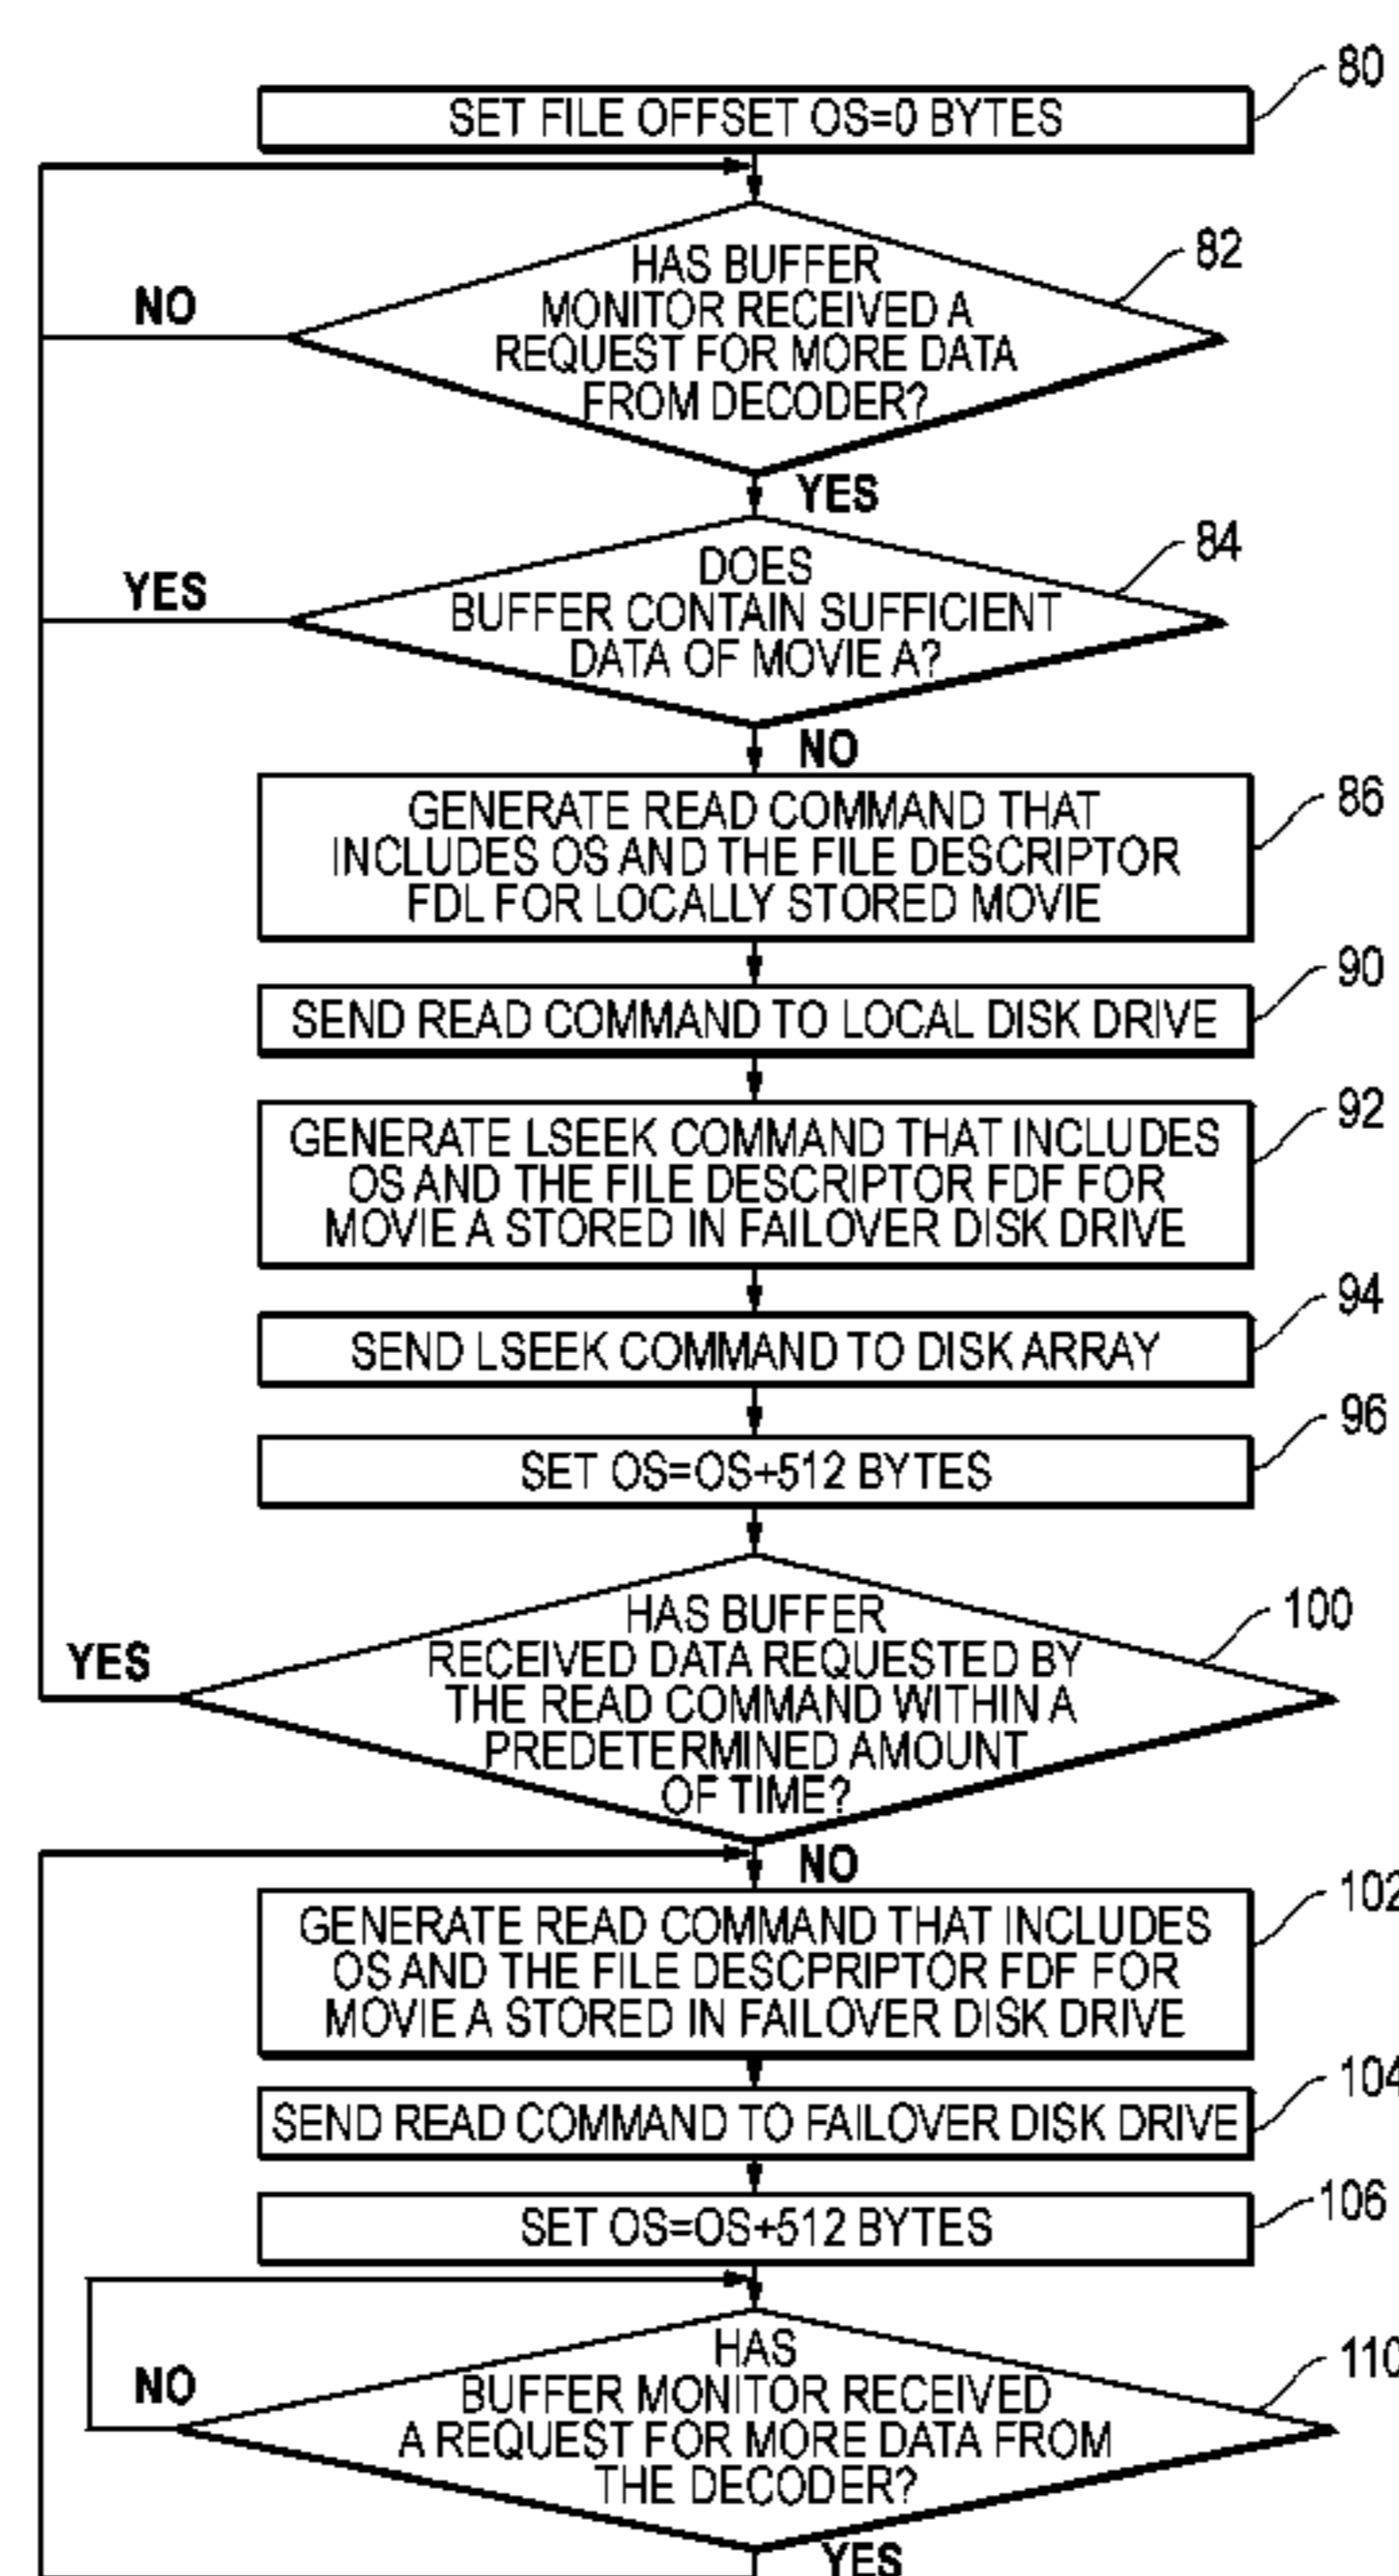 80
SET FILE OFFSET OS=0 BYTES
82
HAS BUFFER
MONITOR RECEIVED A
REQUEST FOR MORE DATA
FROM DECODER?
NO
YES
84
DOES
BUFFER CONTAIN SUFFICIENT
DATA OF MOVIE A?
YES
NO
86
GENERATE READ COMMAND THAT
INCLUDES OS AND THE FILE DESCRIPTOR
FDL FOR LOCALLY STORED MOVIE
90
SEND READ COMMAND TO LOCAL DISK DRIVE
92
GENERATE LSEEK COMMAND THAT INCLUDES
OS AND THE FILE DESCRIPTOR FDF FOR
MOVIE A STORED IN FAILOVER DISK DRIVE
94
SEND LSEEK COMMAND TO DISK ARRAY
96
SET OS=OS+512 BYTES
100
HAS BUFFER
RECEIVED DATA REQUESTED BY
THE READ COMMAND WITHIN A
PREDETERMINED AMOUNT
OF TIME?
YES
NO
102
GENERATE READ COMMAND THAT INCLUDES
OS AND THE FILE DESCPRIPTOR FDF FOR
MOVIE A STORED IN FAILOVER DISK DRIVE
104
SEND READ COMMAND TO FAILOVER DISK DRIVE
106
SET OS=OS+512 BYTES
110
HAS
BUFFER MONITOR RECEIVED
A REQUEST FOR MORE DATA FROM
THE DECODER?
NO
YES